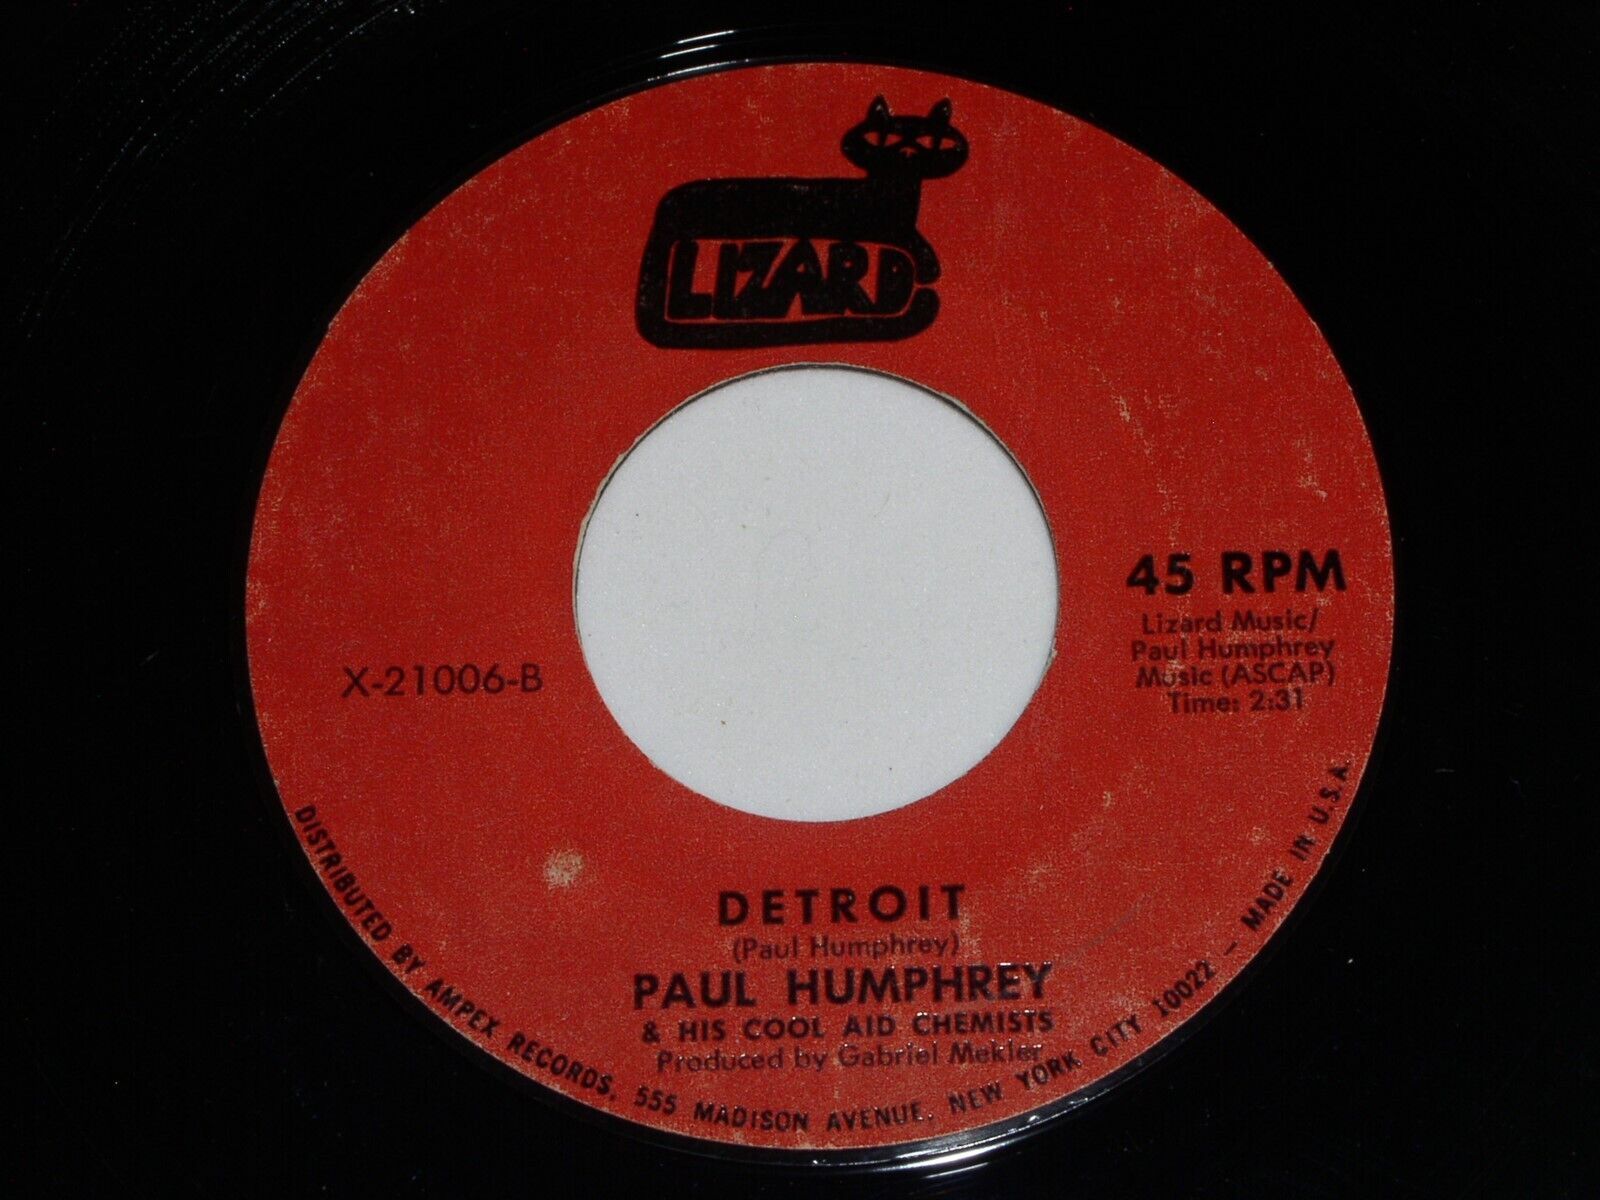 LIZARD
45 RPM
Lizard Music/
Paul Humphrey
Music (ASCAP)
Time: 2:31
X-21006-B
DETROIT
(Paul Humphrey)
PAUL HUMPHREY
& HIS COOL AID CHEMISTS
Produced by Gabriel Mekler
DISTRIBUTED BY AMPEX RECORDS, 555 MADISON AVENUE, NEW YORK CITY 10022 - MADE IN U.S.A.